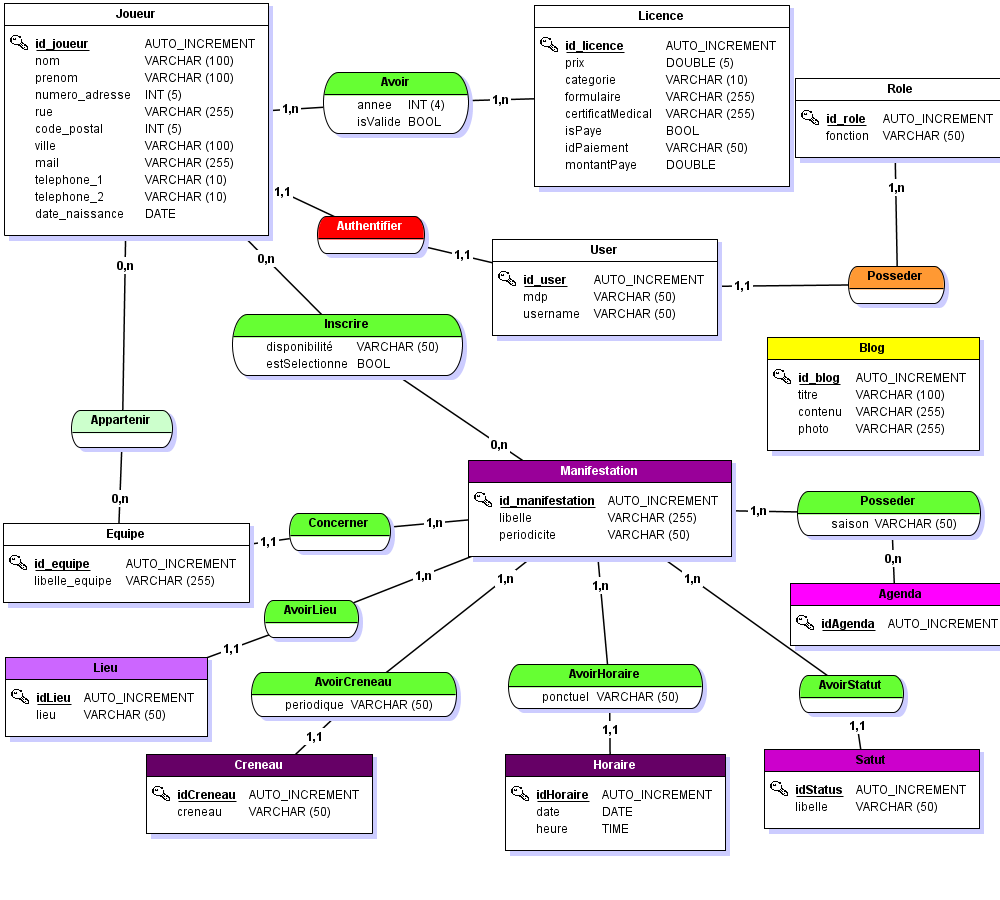 Joueur
id_joueur AUTO_INCREMENT
nom VARCHAR (100)
prenom VARCHAR (100)
numero_adresse INT (5)
rue VARCHAR (255)
code_postal INT (5)
ville VARCHAR (100)
mail VARCHAR (255)
telephone_1 VARCHAR (10)
telephone_2 VARCHAR (10)
date_naissance DATE
1,n
Avoir
annee INT (4)
isValide BOOL
1,n
Licence
id_licence AUTO_INCREMENT
prix DOUBLE (5)
categorie VARCHAR (10)
formulaire VARCHAR (255)
certificatMedical VARCHAR (255)
isPaye BOOL
idPaiement VARCHAR (50)
montantPaye DOUBLE
Role
id_role AUTO_INCREMENT
fonction VARCHAR (50)
1,n
1,1
Authentifier
1,1
User
id_user AUTO_INCREMENT
mdp VARCHAR (50)
username VARCHAR (50)
1,1
Posseder
0,n
0,n
Inscrire
disponibilité VARCHAR (50)
estSelectionne BOOL
0,n
Blog
id_blog AUTO_INCREMENT
titre VARCHAR (100)
contenu VARCHAR (255)
photo VARCHAR (255)
Appartenir
0,n
Manifestation
id_manifestation AUTO_INCREMENT
libelle VARCHAR (255)
periodicite VARCHAR (50)
1,n
Posseder
saison VARCHAR (50)
0,n
Agenda
idAgenda AUTO_INCREMENT
Equipe
id_equipe AUTO_INCREMENT
libelle_equipe VARCHAR (255)
1,1
Concerner
1,n
1,n
1,n
1,n
1,n
AvoirLieu
1,1
Lieu
idLieu AUTO_INCREMENT
lieu VARCHAR (50)
AvoirCreneau
periodique VARCHAR (50)
1,1
AvoirHoraire
ponctuel VARCHAR (50)
1,1
AvoirStatut
1,1
Creneau
idCreneau AUTO_INCREMENT
creneau VARCHAR (50)
Horaire
idHoraire AUTO_INCREMENT
date DATE
heure TIME
Satut
idStatus AUTO_INCREMENT
libelle VARCHAR (50)